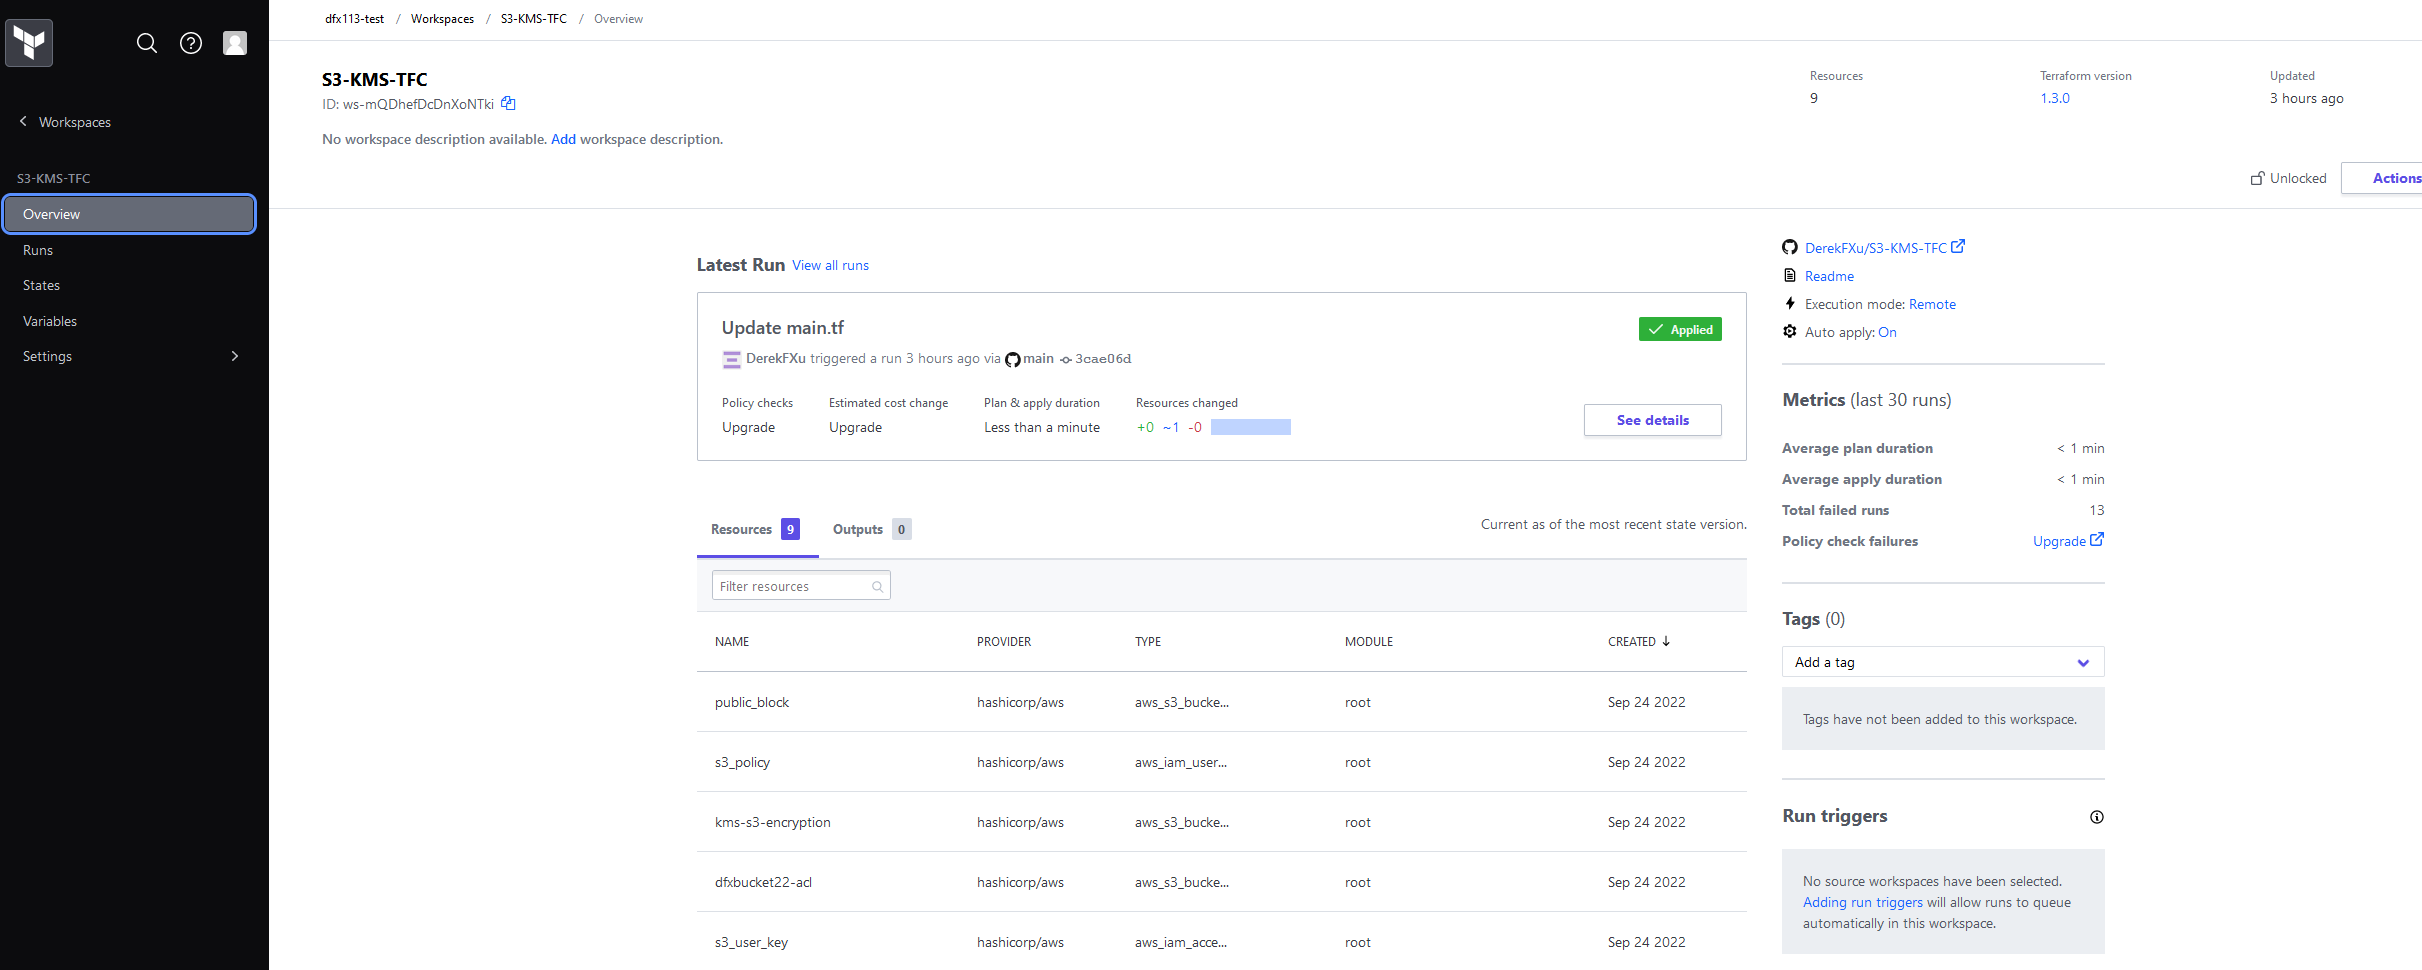 dfx113-test / Workspaces / S3-KMS-TFC / Overview
Workspaces
S3-KMS-TFC
Overview
Runs
States
Variables
Settings
S3-KMS-TFC
ID: ws-mQDhefDcDnXoNTki
No workspace description available. Add workspace description.
Resources
9
Terraform version
1.3.0
Updated
3 hours ago
Unlocked
Actions
Latest Run View all runs
Update main.tf
Applied
DerekFXu triggered a run 3 hours ago via main 3cae06d
Policy checks
Upgrade
Estimated cost change
Upgrade
Plan & apply duration
Less than a minute
Resources changed
+0 ~1 -0
See details
Resources 9
Outputs 0
Current as of the most recent state version.
Filter resources
NAME PROVIDER TYPE MODULE CREATED
public_block hashicorp/aws aws_s3_bucke... root Sep 24 2022
s3_policy hashicorp/aws aws_iam_user... root Sep 24 2022
kms-s3-encryption hashicorp/aws aws_s3_bucke... root Sep 24 2022
dfxbucket22-acl hashicorp/aws aws_s3_bucke... root Sep 24 2022
s3_user_key hashicorp/aws aws_iam_acce... root Sep 24 2022
DerekFXu/S3-KMS-TFC
Readme
Execution mode: Remote
Auto apply: On
Metrics (last 30 runs)
Average plan duration < 1 min
Average apply duration < 1 min
Total failed runs 13
Policy check failures Upgrade
Tags (0)
Add a tag
Tags have not been added to this workspace.
Run triggers
No source workspaces have been selected.
Adding run triggers will allow runs to queue
automatically in this workspace.